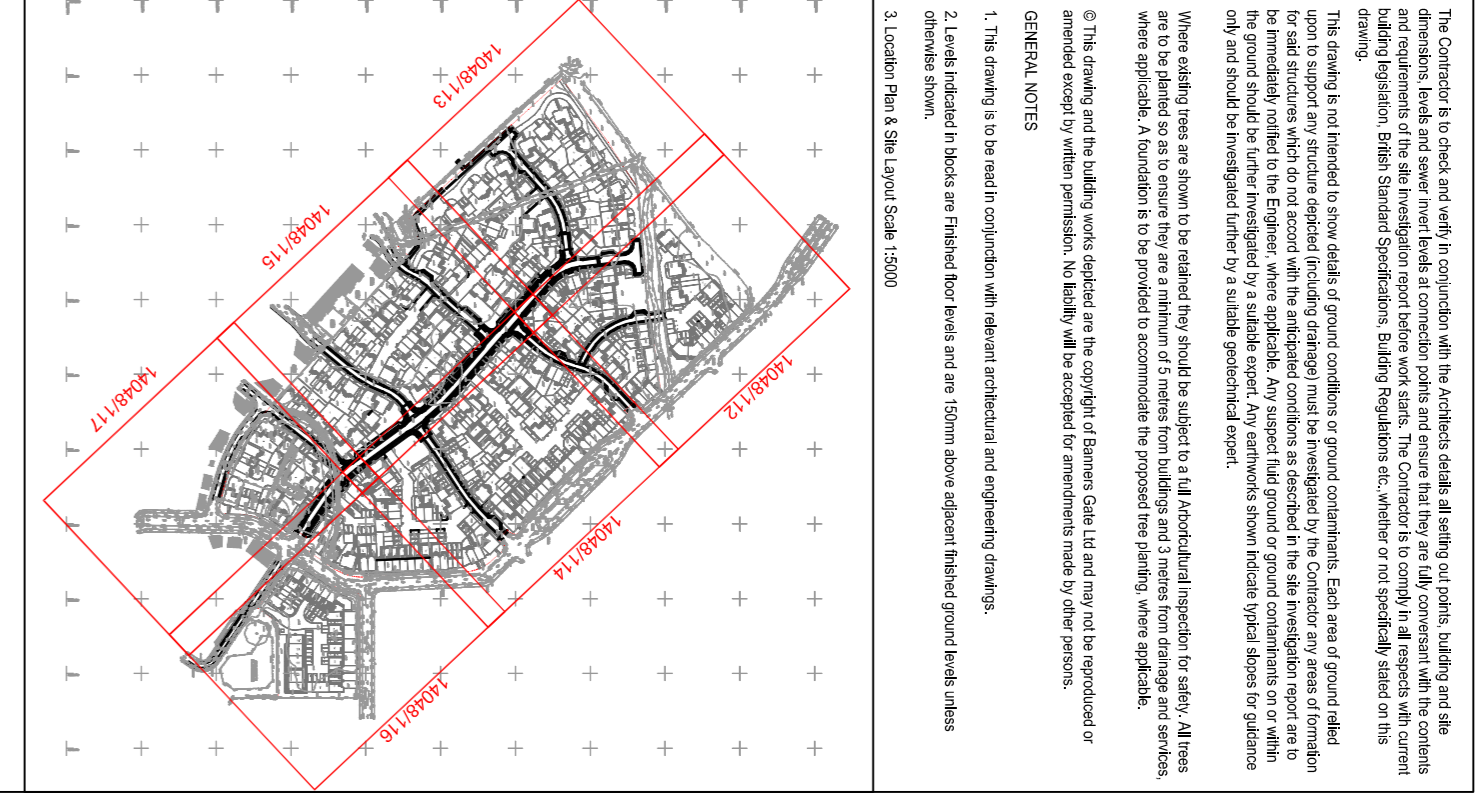 The Contractor is to check and verify in conjunction with the Architects details all setting out points, building and site
dimensions, levels and sewer invert levels at connection points and ensure that they are fully conversant with the contents
and requirements of the site investigation report before work starts. The Contractor is to comply in all respects with current
building legislation, British Standard Specifications, Building Regulations etc.,whether or not specifically stated on this
drawing.
This drawing is not intended to show details of ground conditions or ground contaminants. Each area of ground relied
upon to support any structure depicted (including drainage) must be investigated by the Contractor any areas of formation
for said structures which do not accord with the anticipated conditions as described in the site investigation report are to
be immediately notified to the Engineer, where applicable. Any suspect fluid ground or ground contaminants on or within
the ground should be further investigated by a suitable expert. Any earthworks shown indicate typical slopes for guidance
only and should be investigated further by a suitable geotechnical expert.
Where existing trees are shown to be retained they should be subject to a full Arboricultural inspection for safety. All trees
are to be planted so as to ensure they are a minimum of 5 metres from buildings and 3 metres from drainage and services,
where applicable. A foundation is to be provided to accommodate the proposed tree planting, where applicable.
© This drawing and the building works depicted are the copyright of Banners Gate Ltd and may not be reproduced or
amended except by written permission. No liability will be accepted for amendments made by other persons.
GENERAL NOTES
1. This drawing is to be read in conjunction with relevant architectural and engineering drawings.
2. Levels indicated in blocks are Finished floor levels and are 150mm above adjacent finished ground levels unless
otherwise shown.
3. Location Plan & Site Layout Scale 1:5000
14048/113
14048/115
14048/117
14048/112
14048/114
14048/116